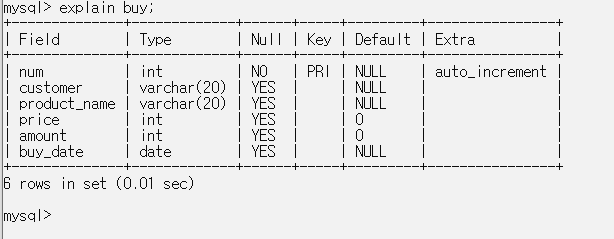 mysql> explain buy;
+--------------+-------------+------+-----+---------+----------------+
| Field        | Type        | Null | Key | Default | Extra          |
+--------------+-------------+------+-----+---------+----------------+
| num          | int         | NO   | PRI | NULL    | auto_increment |
| customer     | varchar(20) | YES  |     | NULL    |                |
| product_name | varchar(20) | YES  |     | NULL    |                |
| price        | int         | YES  |     | 0       |                |
| amount       | int         | YES  |     | 0       |                |
| buy_date     | date        | YES  |     | NULL    |                |
+--------------+-------------+------+-----+---------+----------------+
6 rows in set (0.01 sec)
mysql>